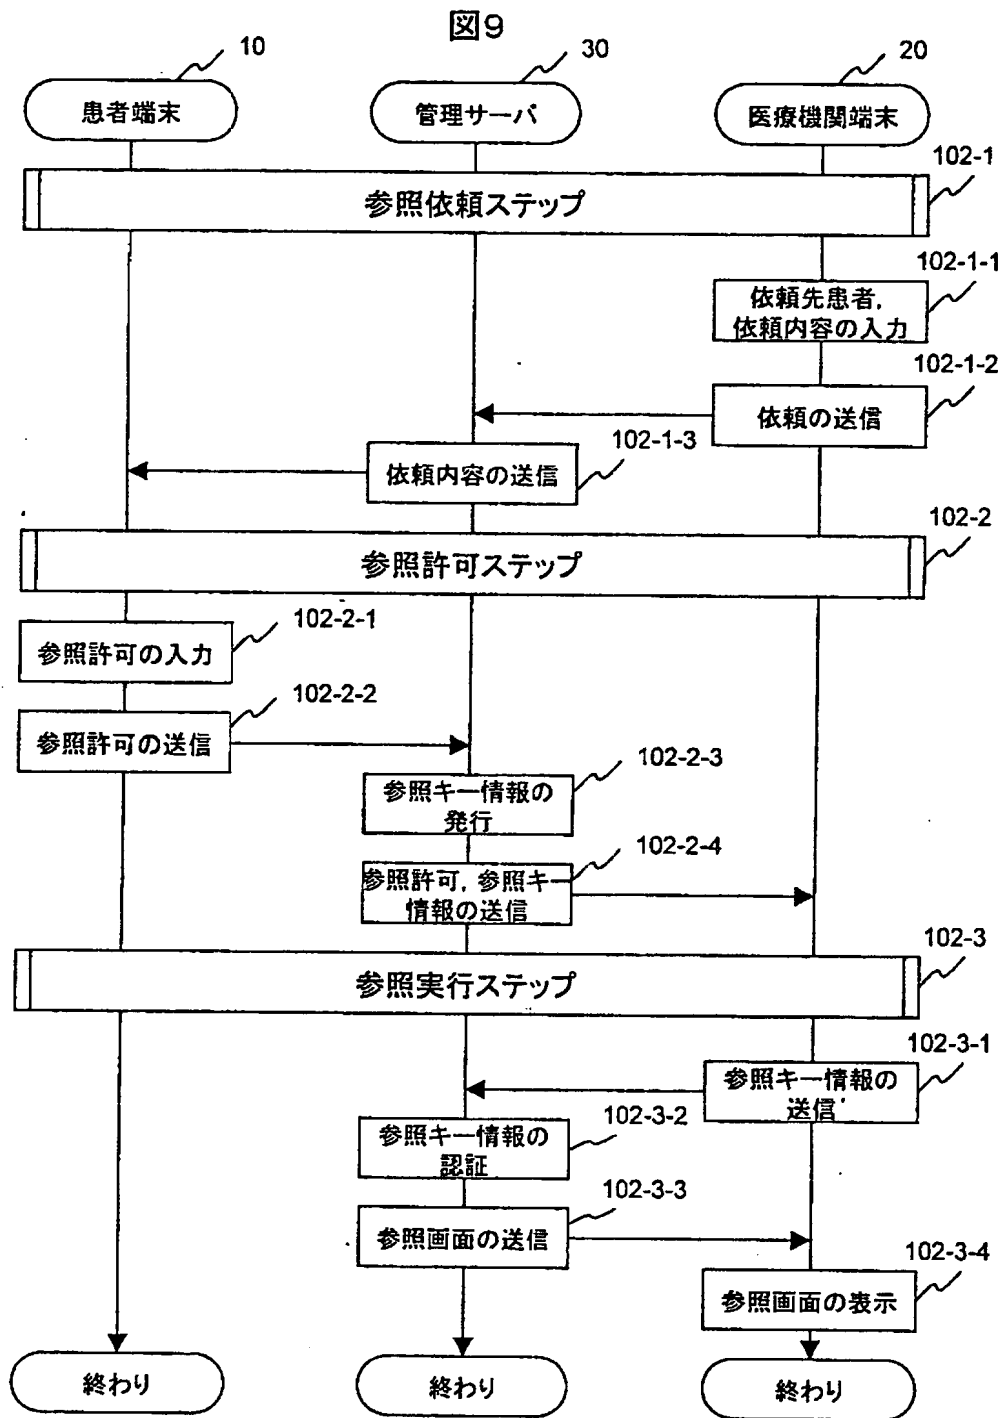 図9
10
30
20
患者端末
管理サーバ
医療機関端末
102-1
参照依頼ステップ
102-1-1
依頼先患者,
依頼内容の入力
102-1-2
依頼の送信
102-1-3
依頼内容の送信
102-2
参照許可ステップ
102-2-1
参照許可の入力
102-2-2
参照許可の送信
102-2-3
参照キー情報の
発行
102-2-4
参照許可, 参照キー
情報の送信
102-3
参照実行ステップ
102-3-1
参照キー情報の
送信
102-3-2
参照キー情報の
認証
102-3-3
参照画面の送信
102-3-4
参照画面の表示
終わり
終わり
終わり